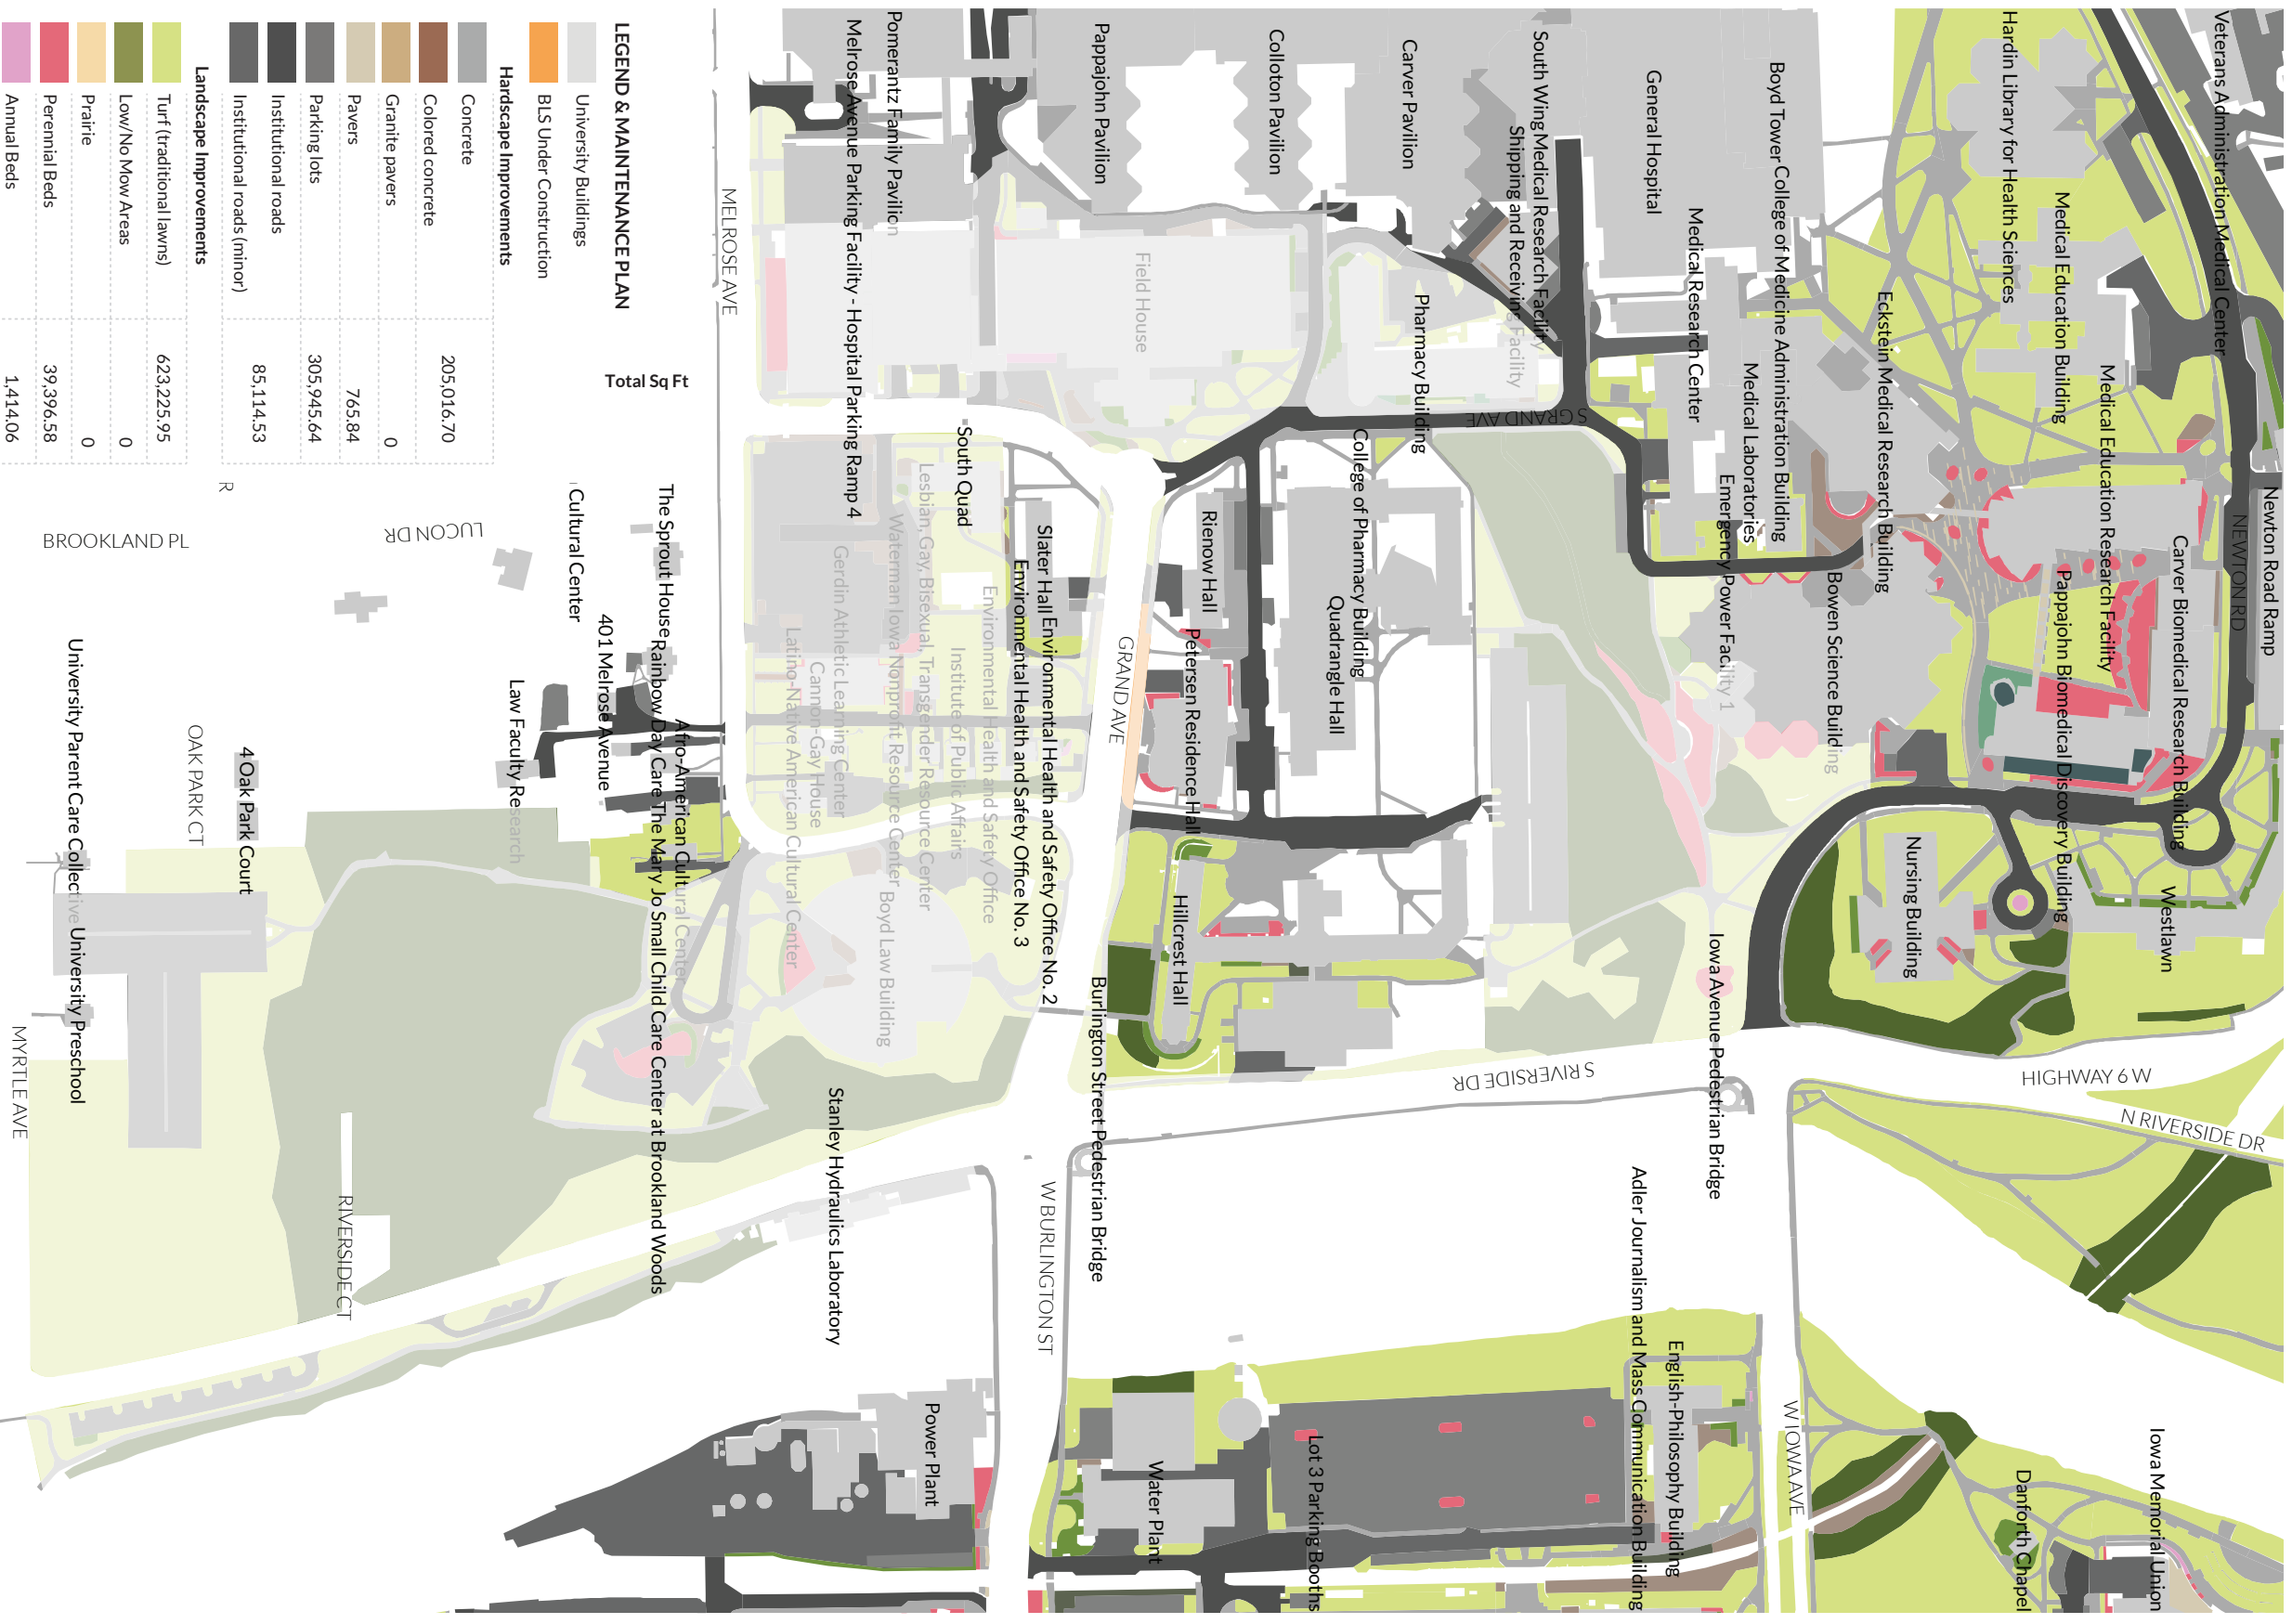 LEGEND & MAINTENANCE PLAN
Total Sq Ft
University Buildings
BLS Under Construction
Hardscape Improvements
Concrete
Colored concrete
205,016.70
Granite pavers
0
Pavers
765.84
Parking lots
305,945.64
Institutional roads
Institutional roads (minor)
85,114.53
Landscape Improvements
Turf (traditional lawns)
623,225.95
Low/No Mow Areas
0
Prairie
0
Perennial Beds
39,396.58
Annual Beds
1,414.06
Veterans Administration Medical Center
Newton Road Ramp
NEWTON RD
Hardin Library for Health Sciences
Medical Education Building
Medical Education Research Facility
Carver Biomedical Research Building
Pappajohn Biomedical Discovery Building
Westlawn
HIGHWAY 6 W
N RIVERSIDE DR
Iowa Memorial Union
Danforth Chapel
Eckstein Medical Research Building
Bowen Science Building
Nursing Building
Boyd Tower
College of Medicine Administration Building
Medical Laboratories
Emergency Power Facility 1
Iowa Avenue Pedestrian Bridge
W IOWA AVE
General Hospital
Medical Research Center
English-Philosophy Building
Adler Journalism and Mass Communication Building
South Wing
Medical Research Facility
Shipping and Receiving Facility
S GRAND AVE
S RIVERSIDE DR
Carver Pavilion
Pharmacy Building
College of Pharmacy Building
Quadrangle Hall
Colloton Pavilion
Lot 3 Parking Booths
Pappajohn Pavilion
Field House
Rienow Hall
Petersen Residence Hall
Hillcrest Hall
Water Plant
GRAND AVE
Burlington Street Pedestrian Bridge
W BURLINGTON ST
Slater Hall
Environmental Health and Safety Office No. 2
Environmental Health and Safety Office No. 3
Environmental Health and Safety Office
South Quad
Institute of Public Affairs
Lesbian, Gay, Bisexual, Transgender Resource Center
Power Plant
Pomerantz Family Pavilion
Waterman Iowa Nonprofit Resource Center
Boyd Law Building
Melrose Avenue Parking Facility - Hospital Parking Ramp 4
Gerdin Athletic Learning Center
Cannon-Gay House
Latino-Native American Cultural Center
Stanley Hydraulics Laboratory
MELROSE AVE
Afro-American Cultural Center
The Sprout House
Rainbow Day Care
The Mary Jo Small Child Care Center at Brookland Woods
401 Melrose Avenue
Cultural Center
Law Faculty Research
LUCON DR
R
RIVERSIDE CT
4 Oak Park Court
OAK PARK CT
BROOKLAND PL
University Parent Care Collective
University Preschool
MYRTLE AVE